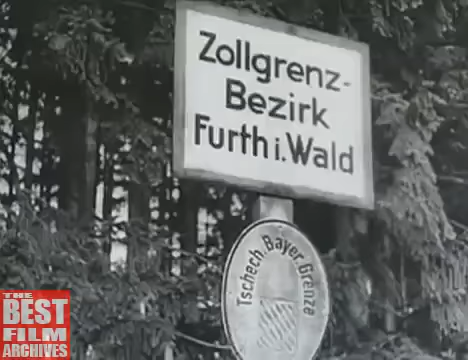 Zollgrenz-
Bezirk
Furth i. Wald
Tschech. Bayer. Grenze
THE
BEST
FILM
ARCHIVES